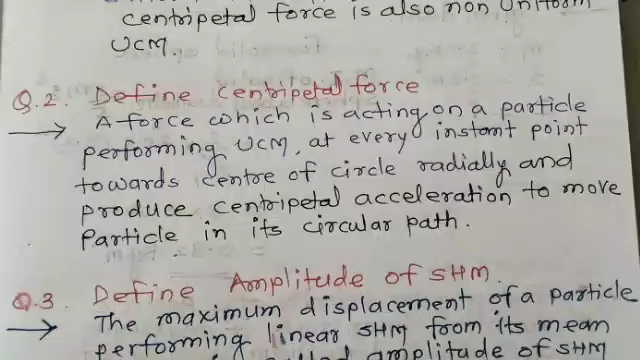 centripetal force is also non Uniform
UCM.
Q.2. Define centripetal force
A force which is acting on a particle
performing UCM, at every instant point
towards centre of circle radially and
produce centripetal acceleration to move
Particle in its circular path.
Q.3 Define Amplitude of SHM.
The maximum displacement of a particle
performing linear SHM from its mean
called amplitude of SHM